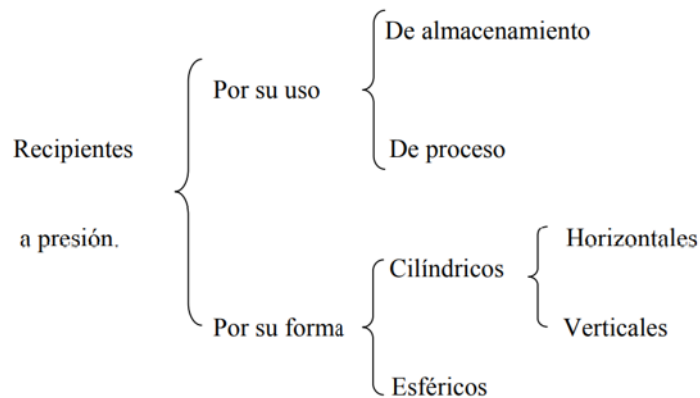 De almacenamiento
Por su uso
Recipientes
De proceso
a presión.
Cilíndricos
Horizontales
Por su forma
Verticales
Esféricos